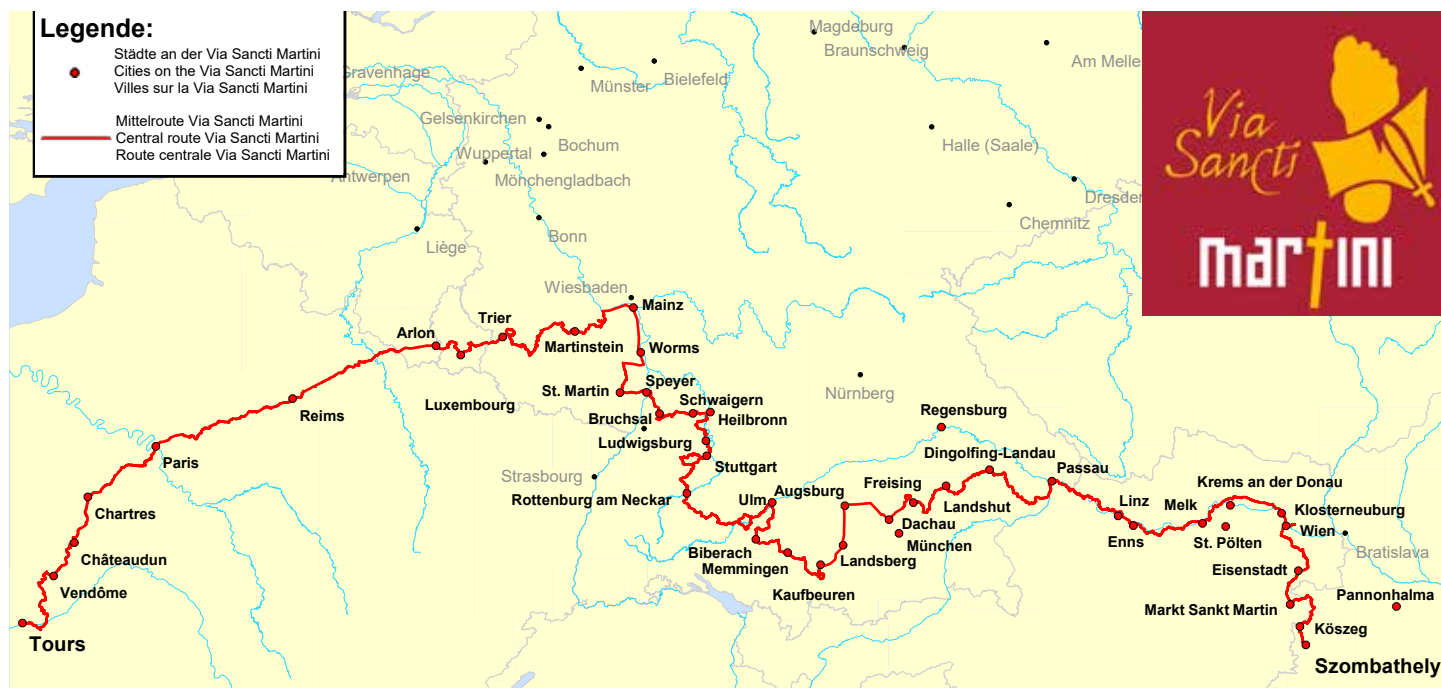 Legende:
Städte an der Via Sancti Martini
Cities on the Via Sancti Martini
Villes sur la Via Sancti Martini
Mittelroute Via Sancti Martini
Central route Via Sancti Martini
Route centrale Via Sancti Martini
Via
Sancti
martini
Magdeburg
Braunschweig
Am Melle
Gravenhage
Münster
Bielefeld
Gelsenkirchen
Bochum
Halle (Saale)
Wuppertal
Mönchengladbach
Antwerpen
Dresden
Chemnitz
Liège
Bonn
Wiesbaden
Mainz
Trier
Arlon
Martinstein
Worms
Nürnberg
St. Martin
Speyer
Luxembourg
Reims
Schwaigern
Bruchsal
Heilbronn
Regensburg
Ludwigsburg
Paris
Stuttgart
Dingolfing-Landau
Passau
Strasbourg
Freising
Krems an der Donau
Rottenburg am Neckar
Ulm
Augsburg
Landshut
Linz
Melk
Klosterneuburg
Chartres
Dachau
Enns
St. Pölten
Wien
München
Bratislava
Biberach
Memmingen
Landsberg
Châteaudun
Eisenstadt
Kaufbeuren
Vendôme
Pannonhalma
Markt Sankt Martin
Köszeg
Tours
Szombathely